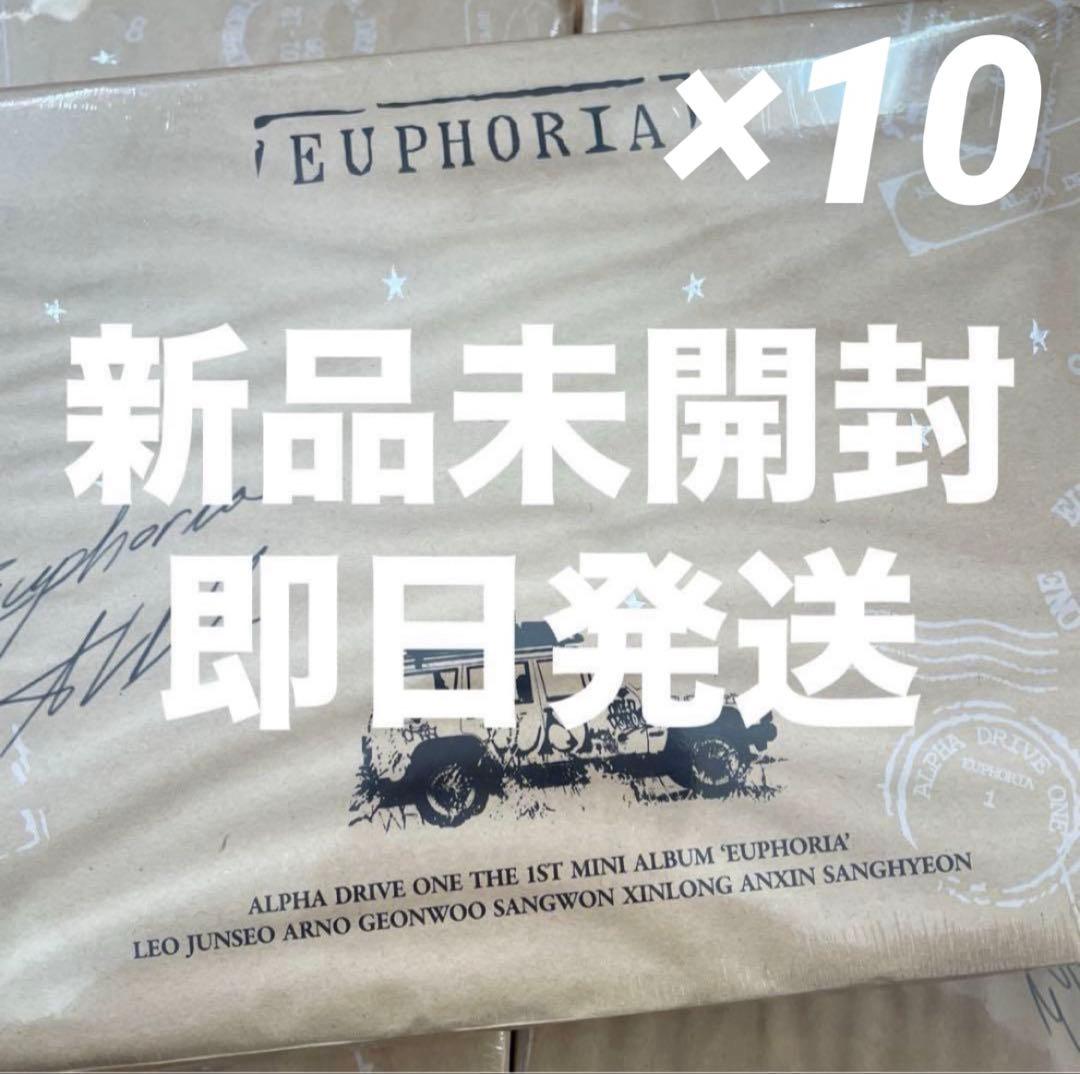 ×10
EUPHORIA
新品未開封
Euphoria
即日発送
ALPHA DRIVE ONE
EUPHORIA
1
ALPHA DRIVE ONE THE 1ST MINI ALBUM ‘EUPHORIA’
LEO JUNSEO ARNO GEONWOO SANGWON XINLONG ANXIN SANGHYEON